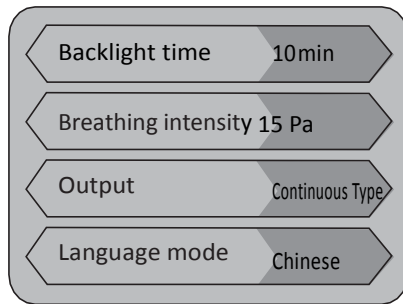 Backlight time 10min
Breathing intensity 15 Pa
Output Continuous Type
Language mode Chinese